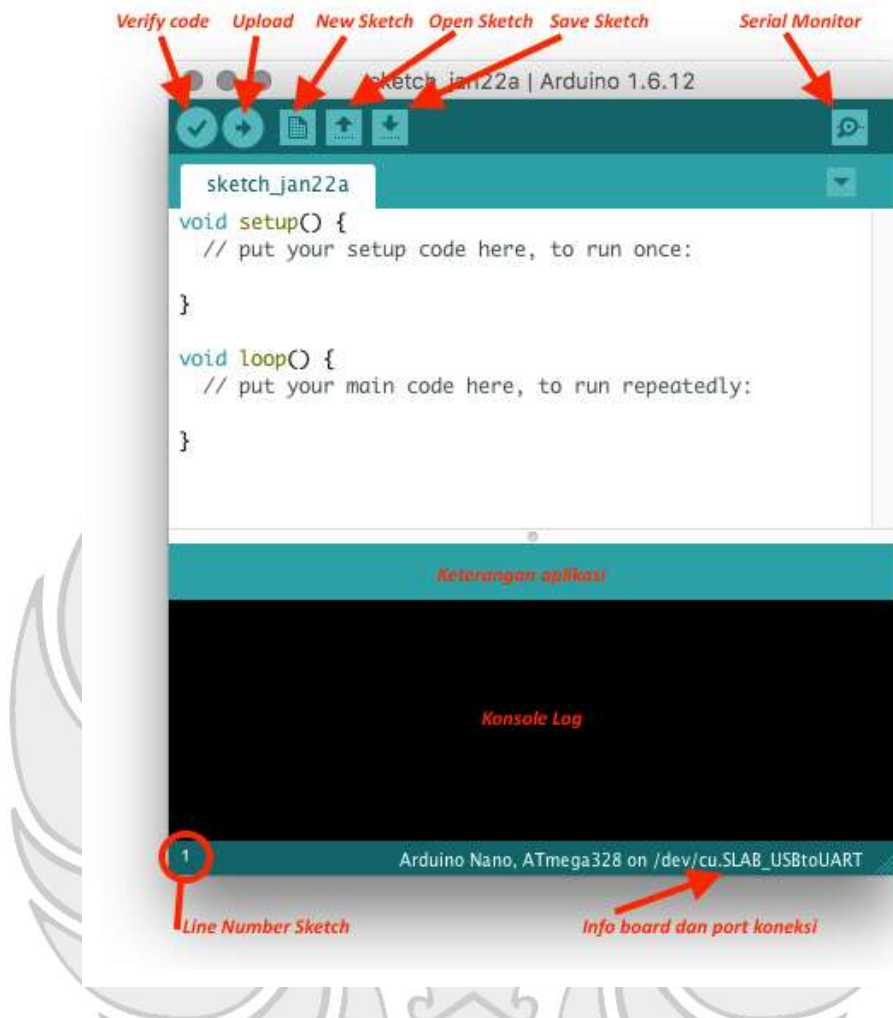 Verify code Upload New Sketch Open Sketch Save Sketch Serial Monitor
sketch_jan22a | Arduino 1.6.12
sketch_jan22a
void setup() {
// put your setup code here, to run once:
}
void loop() {
// put your main code here, to run repeatedly:
}
Keterangan aplikasi
Konsole Log
1 Arduino Nano, ATmega328 on /dev/cu.SLAB_USBtoUART
Line Number Sketch Info board dan port koneksi